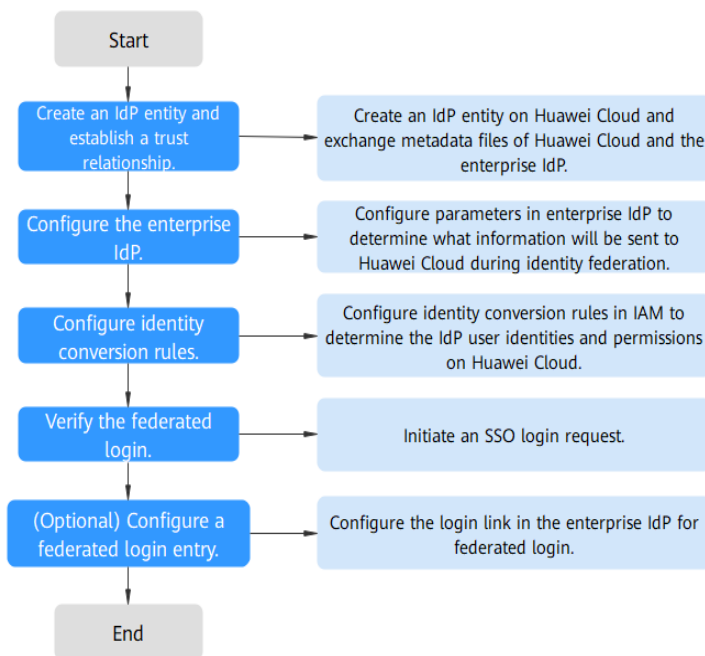 Start
Create an IdP entity and
establish a trust
relationship.
Create an IdP entity on Huawei Cloud and
exchange metadata files of Huawei Cloud and the
enterprise IdP.
Configure the enterprise
IdP.
Configure parameters in enterprise IdP to
determine what information will be sent to
Huawei Cloud during identity federation.
Configure identity
conversion rules.
Configure identity conversion rules in IAM to
determine the IdP user identities and permissions
on Huawei Cloud.
Verify the federated
login.
Initiate an SSO login request.
(Optional) Configure a
federated login entry.
Configure the login link in the enterprise IdP for
federated login.
End